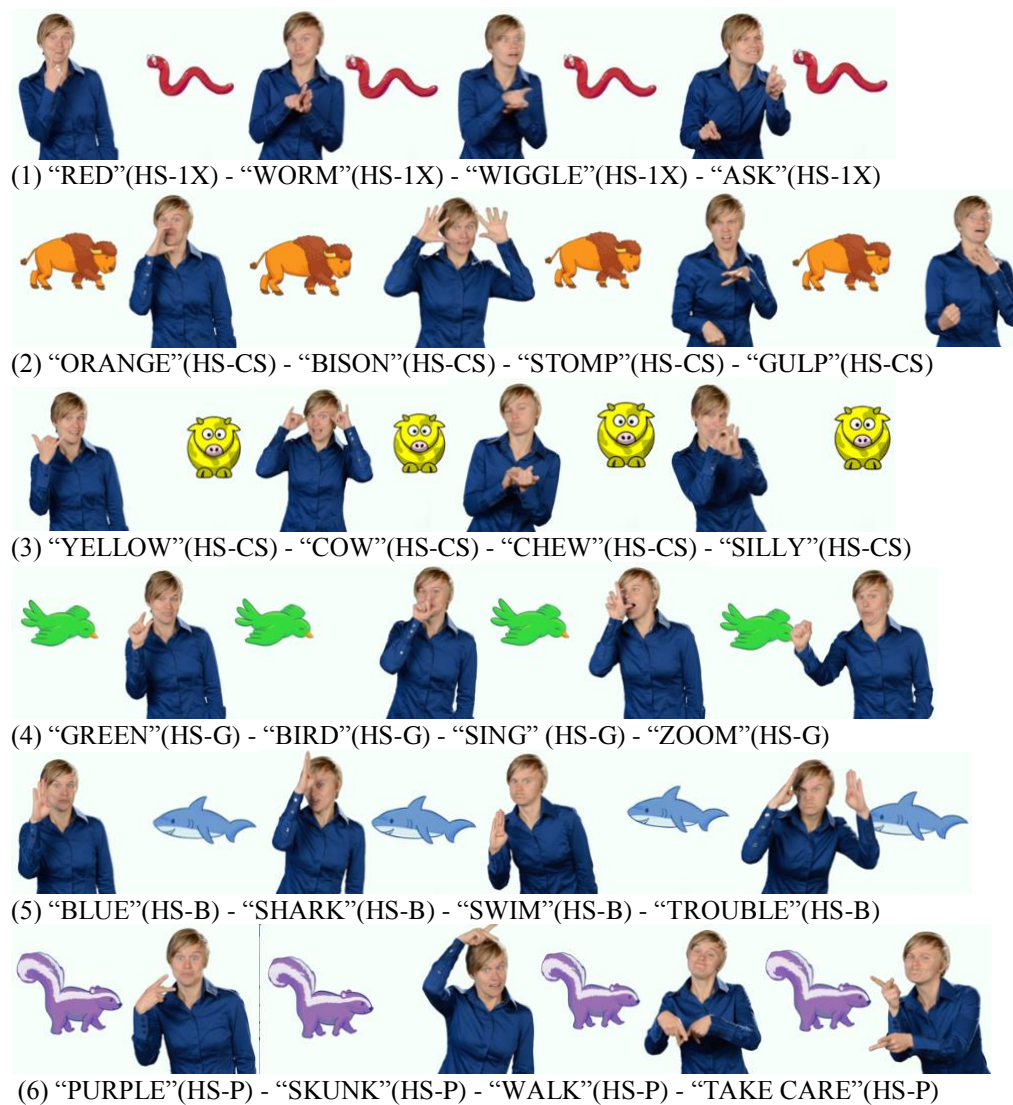 (1) “RED”(HS-1X) - “WORM”(HS-1X) - “WIGGLE”(HS-1X) - “ASK”(HS-1X)
(2) “ORANGE”(HS-CS) - “BISON”(HS-CS) - “STOMP”(HS-CS) - “GULP”(HS-CS)
(3) “YELLOW”(HS-CS) - “COW”(HS-CS) - “CHEW”(HS-CS) - “SILLY”(HS-CS)
(4) “GREEN”(HS-G) - “BIRD”(HS-G) - “SING” (HS-G) - “ZOOM”(HS-G)
(5) “BLUE”(HS-B) - “SHARK”(HS-B) - “SWIM”(HS-B) - “TROUBLE”(HS-B)
(6) “PURPLE”(HS-P) - “SKUNK”(HS-P) - “WALK”(HS-P) - “TAKE CARE”(HS-P)